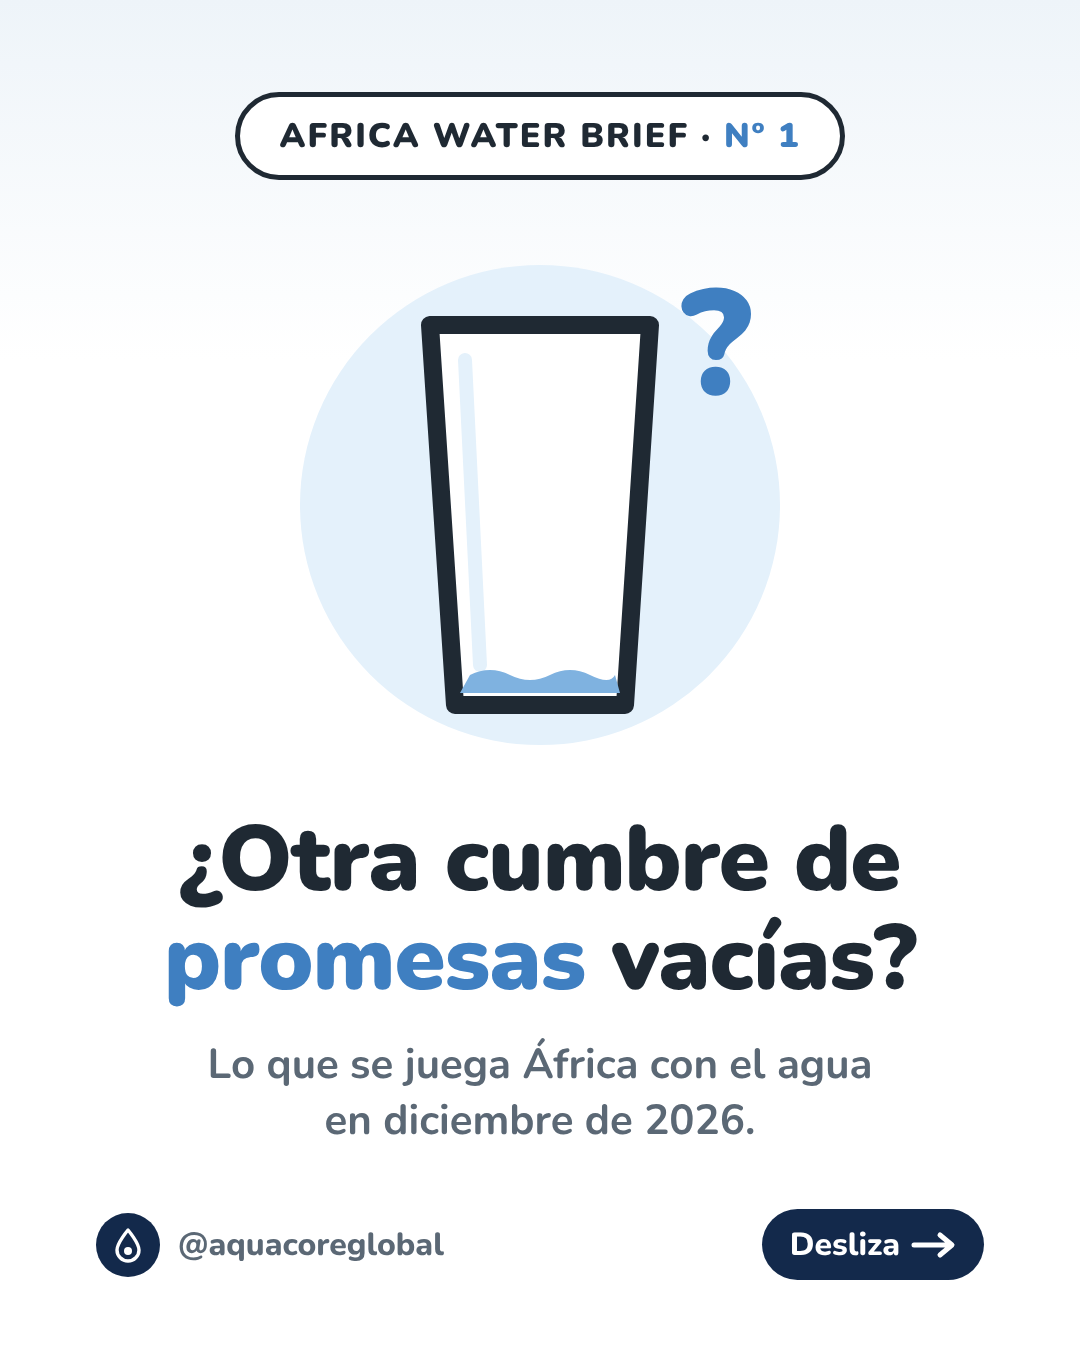 AFRICA WATER BRIEF · Nº 1
?
¿Otra cumbre de
promesas vacías?
Lo que se juega África con el agua
en diciembre de 2026.
@aquacoreglobal
Desliza →